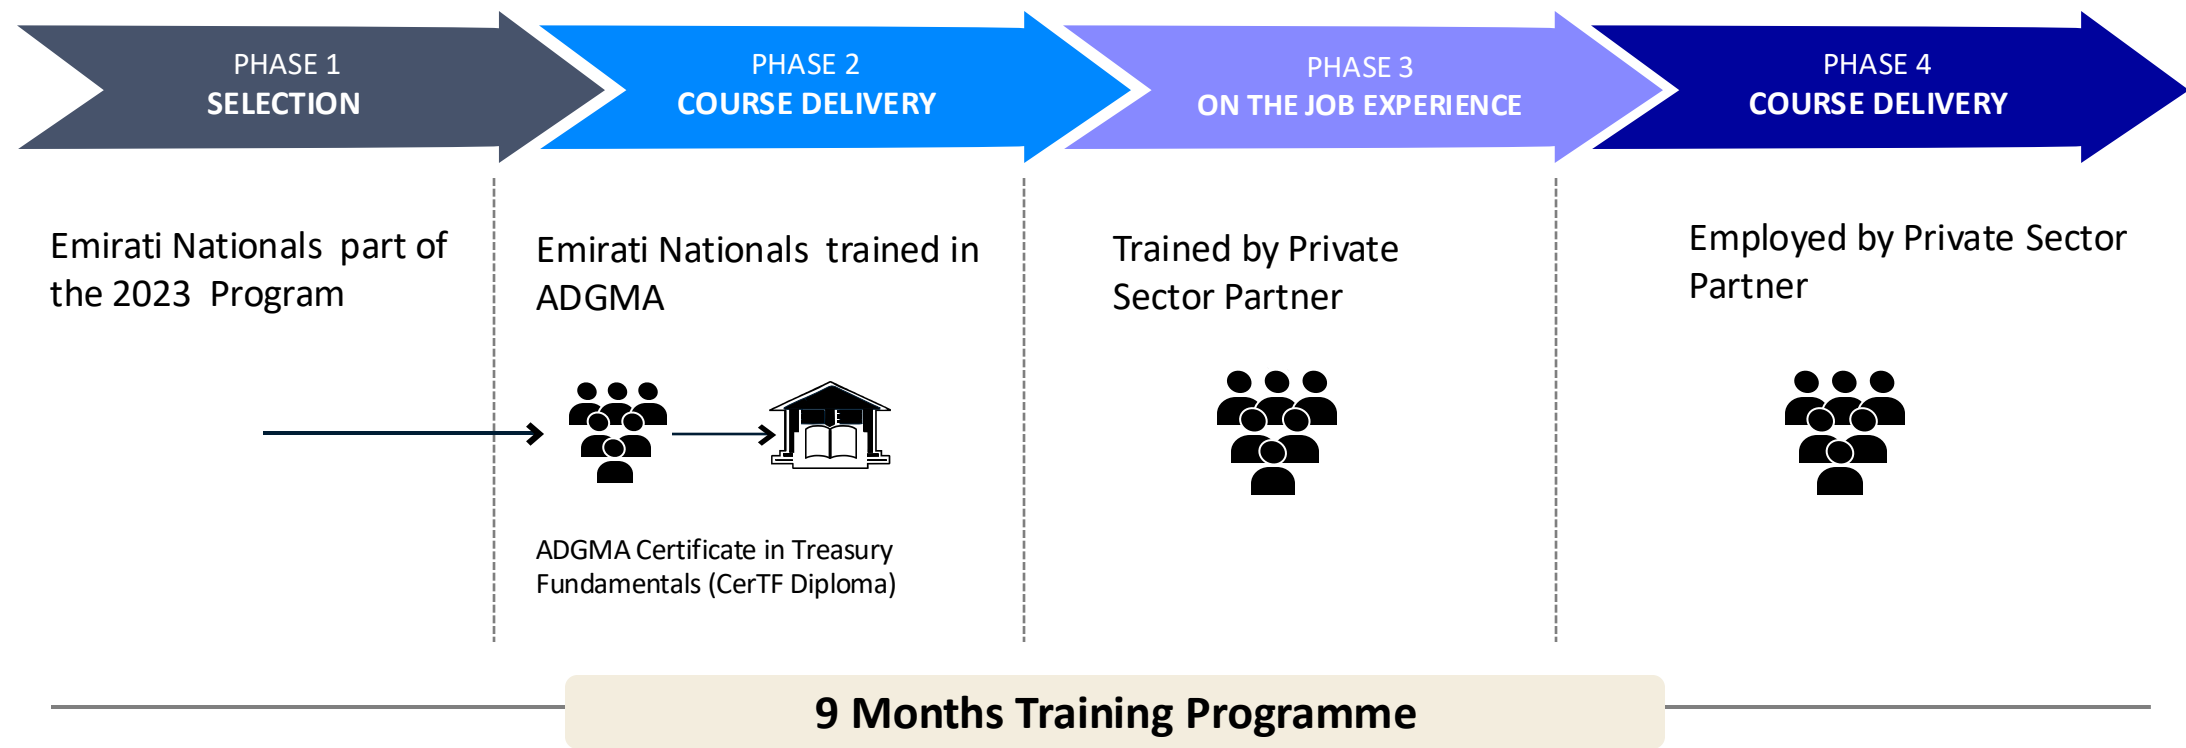 PHASE 1
SELECTION
PHASE 2
COURSE DELIVERY
PHASE 3
ON THE JOB EXPERIENCE
PHASE 4
COURSE DELIVERY
Emirati Nationals  part of
the 2023  Program
Emirati Nationals  trained in
ADGMA
ADGMA Certificate in Treasury
Fundamentals (CerTF Diploma)
Trained by Private
Sector Partner
Employed by Private Sector
Partner
9 Months Training Programme